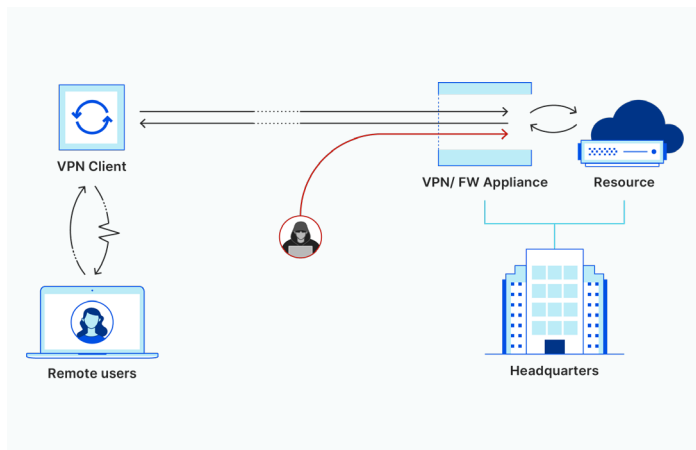 VPN Client
VPN/ FW Appliance
Resource
Remote users
Headquarters